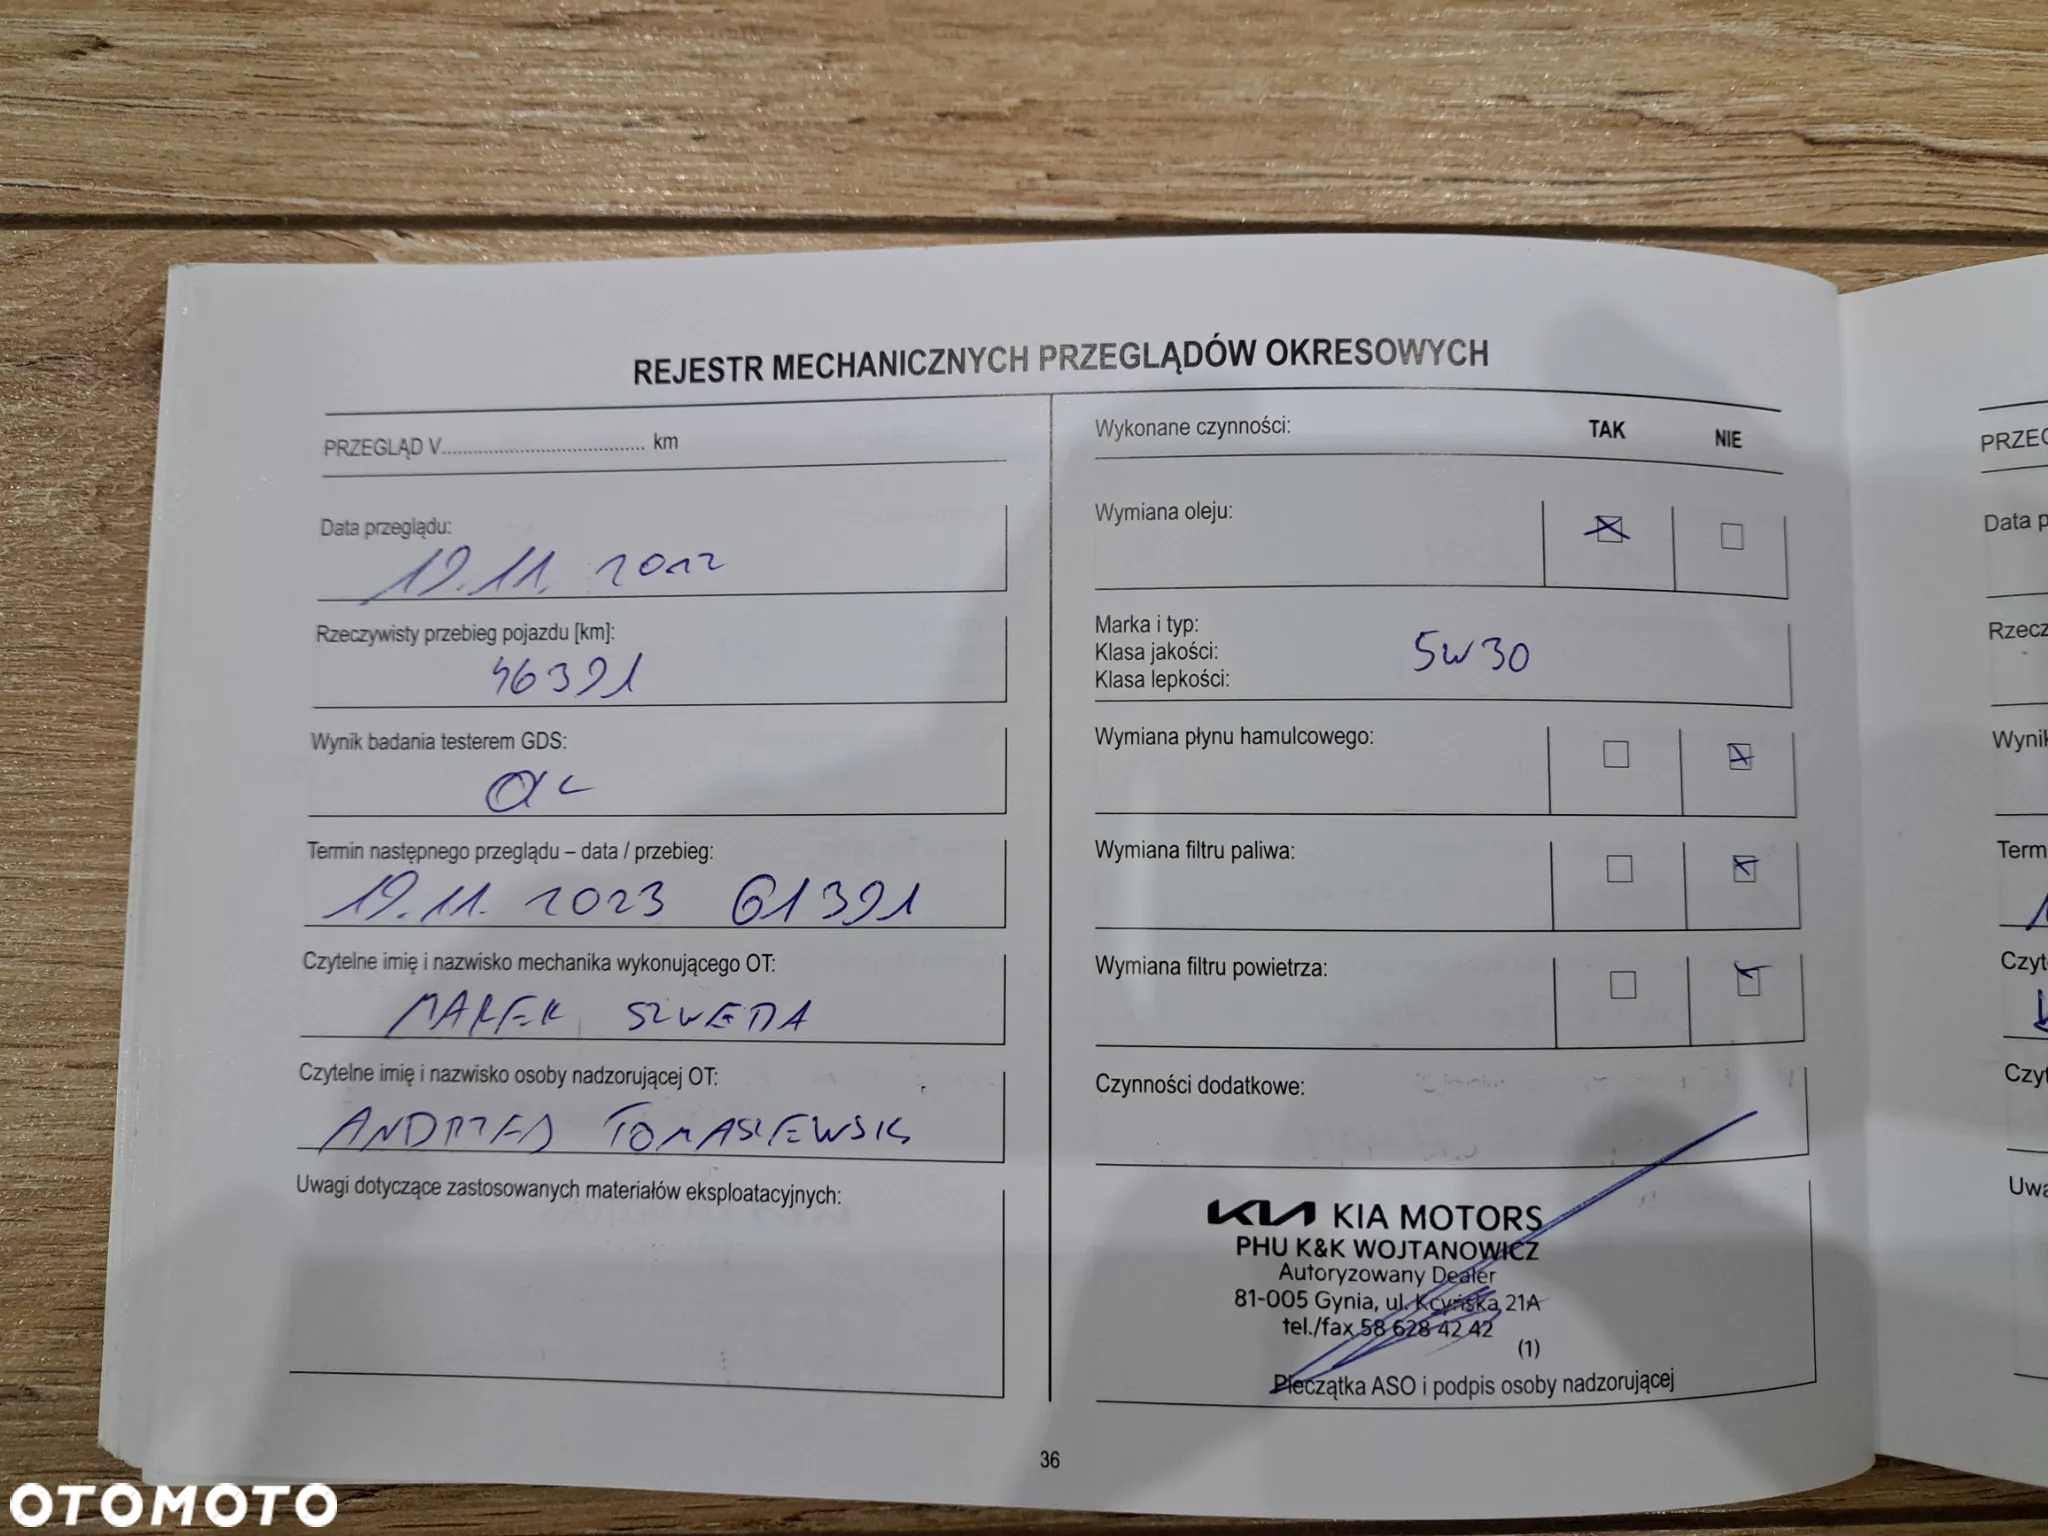 REJESTR MECHANICZNYCH PRZEGLĄDÓW OKRESOWYCH
PRZEGLĄD V........................................ km
Data przeglądu:
19.11.2022
Rzeczywisty przebieg pojazdu [km]:
46391
Wynik badania testerem GDS:
OK
Termin następnego przeglądu – data / przebieg:
19.11.2023 61391
Czytelne imię i nazwisko mechanika wykonującego OT:
MAREK SZWEDA
Czytelne imię i nazwisko osoby nadzorującej OT:
ANDRZEJ TOMASZEWSKI
Uwagi dotyczące zastosowanych materiałów eksploatacyjnych:
Wykonane czynności: TAK NIE
Wymiana oleju:
Marka i typ:
Klasa jakości:
Klasa lepkości:
5W30
Wymiana płynu hamulcowego:
Wymiana filtru paliwa:
Wymiana filtru powietrza:
Czynności dodatkowe:
KIA KIA MOTORS
PHU K&K WOJTANOWICZ
Autoryzowany Dealer
81-005 Gynia, ul. Kcyńska 21A
tel./fax 58 628 42 42
(1)
Pieczątka ASO i podpis osoby nadzorującej
36
PRZEG
Data p
Rzecz
Wynik
Term
Czyt
Czyt
Uwa
OTOMOTO